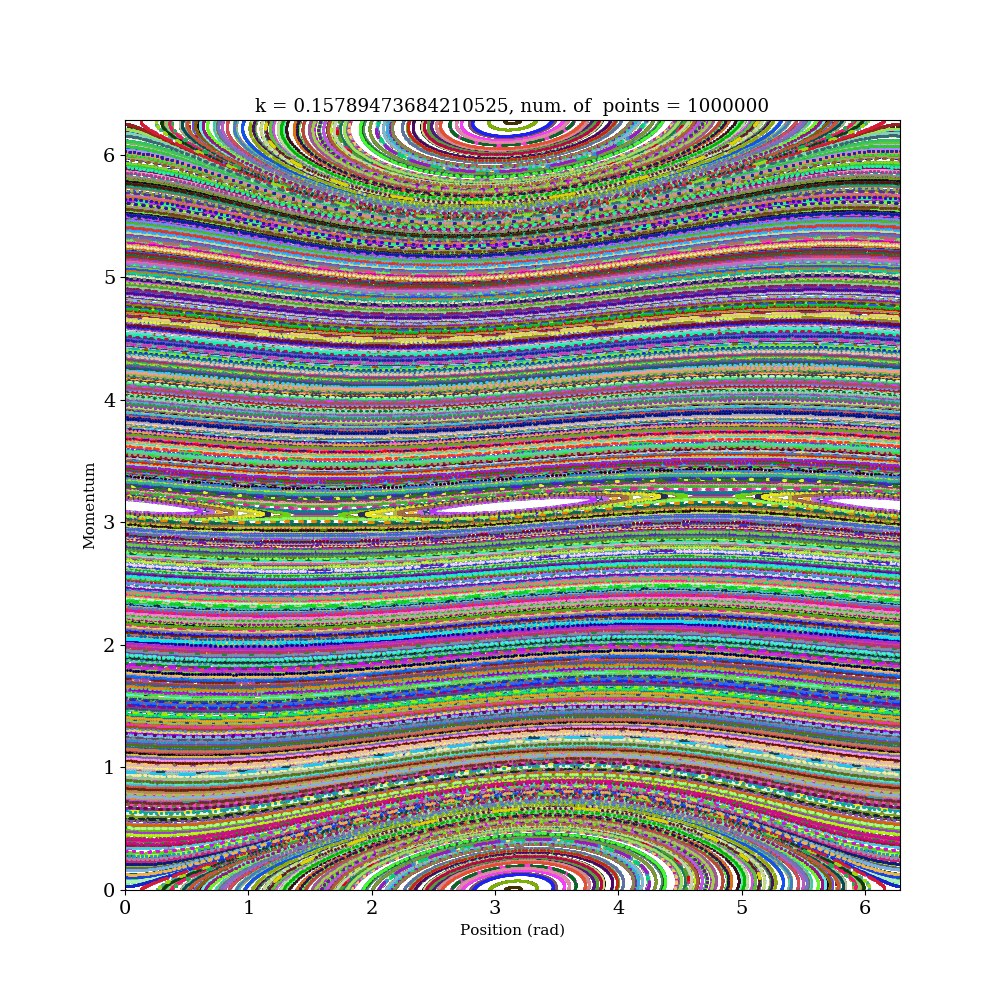 k = 0.15789473684210525, num. of  points = 1000000
6
5
4
3
2
1
0
Momentum
0 1 2 3 4 5 6
Position (rad)